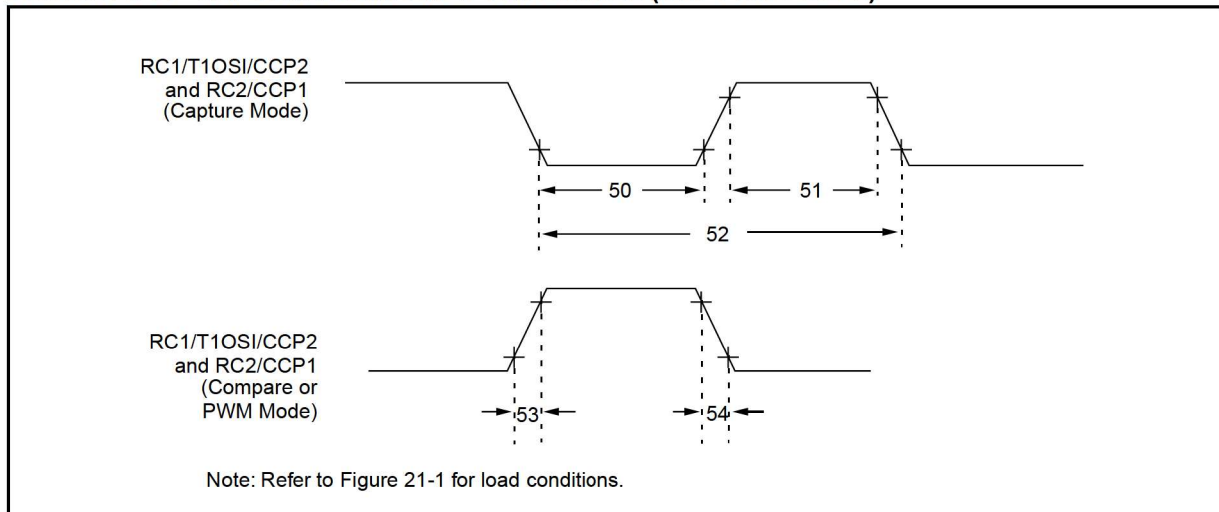 RC1/T1OSI/CCP2
and RC2/CCP1
(Capture Mode)
50
51
52
RC1/T1OSI/CCP2
and RC2/CCP1
(Compare or
PWM Mode)
53
54
Note: Refer to Figure 21-1 for load conditions.